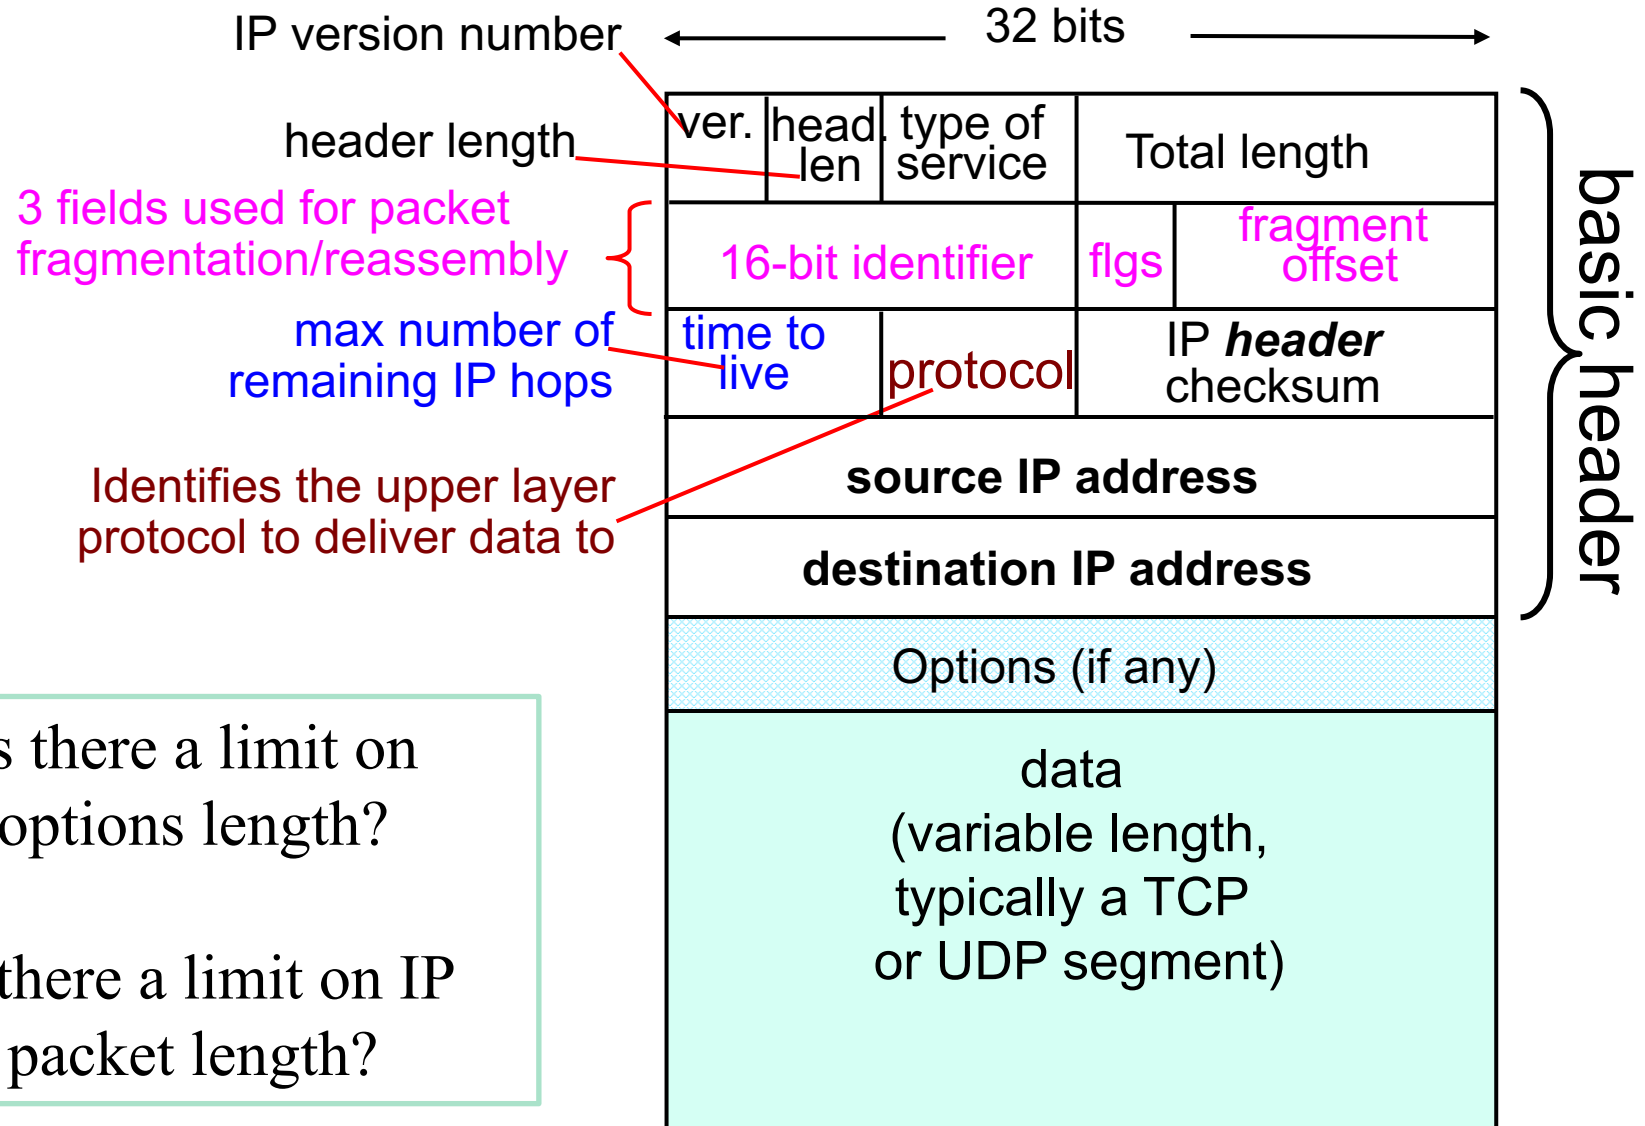 IP version number
32 bits
header length
ver.
head.
len
type of
service
Total length
3 fields used for packet
fragmentation/reassembly
16-bit identifier
flgs
fragment
offset
max number of
remaining IP hops
time to
live
protocol
IP header
checksum
basic header
Identifies the upper layer
protocol to deliver data to
source IP address
destination IP address
Options (if any)
s there a limit on
options length?
there a limit on IP
packet length?
data
(variable length,
typically a TCP
or UDP segment)